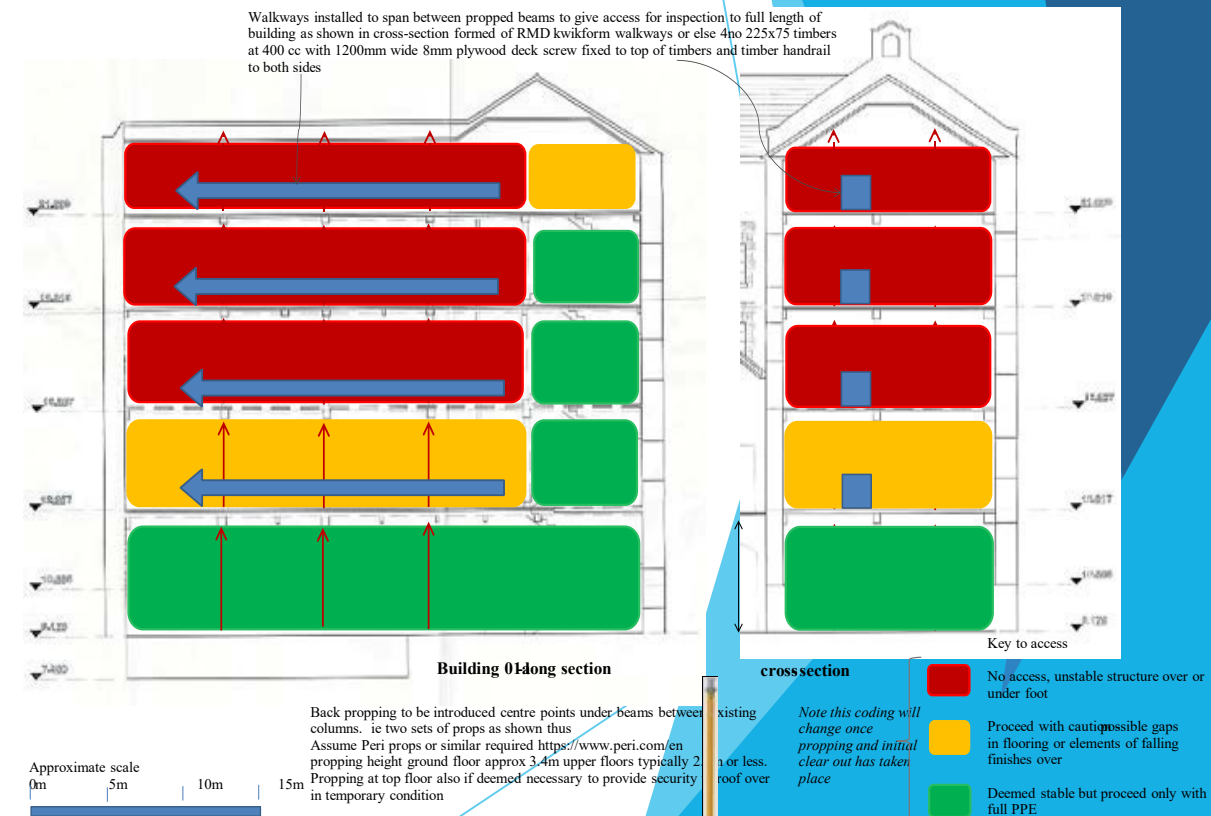 Walkways installed to span between propped beams to give access for inspection to full length of
building as shown in cross-section formed of RMD kwikform walkways or else 4no 225x75 timbers
at 400 cc with 1200mm wide 8mm plywood deck screw fixed to top of timbers and timber handrail
to both sides
Building 01-long section
cross section
Key to access
No access, unstable structure over or
under foot
Proceed with caution possible gaps
in flooring or elements of falling
finishes over
Deemed stable but proceed only with
full PPE
Back propping to be introduced centre points under beams between existing
columns. ie two sets of props as shown thus
Assume Peri props or similar required https://www.peri.com/en
propping height ground floor approx 3.4m upper floors typically or less.
Propping at top floor also if deemed necessary to provide security roof over
in temporary condition
Note this coding will
change once
propping and initial
clear out has taken
place
Approximate scale
0m 5m 10m 15m